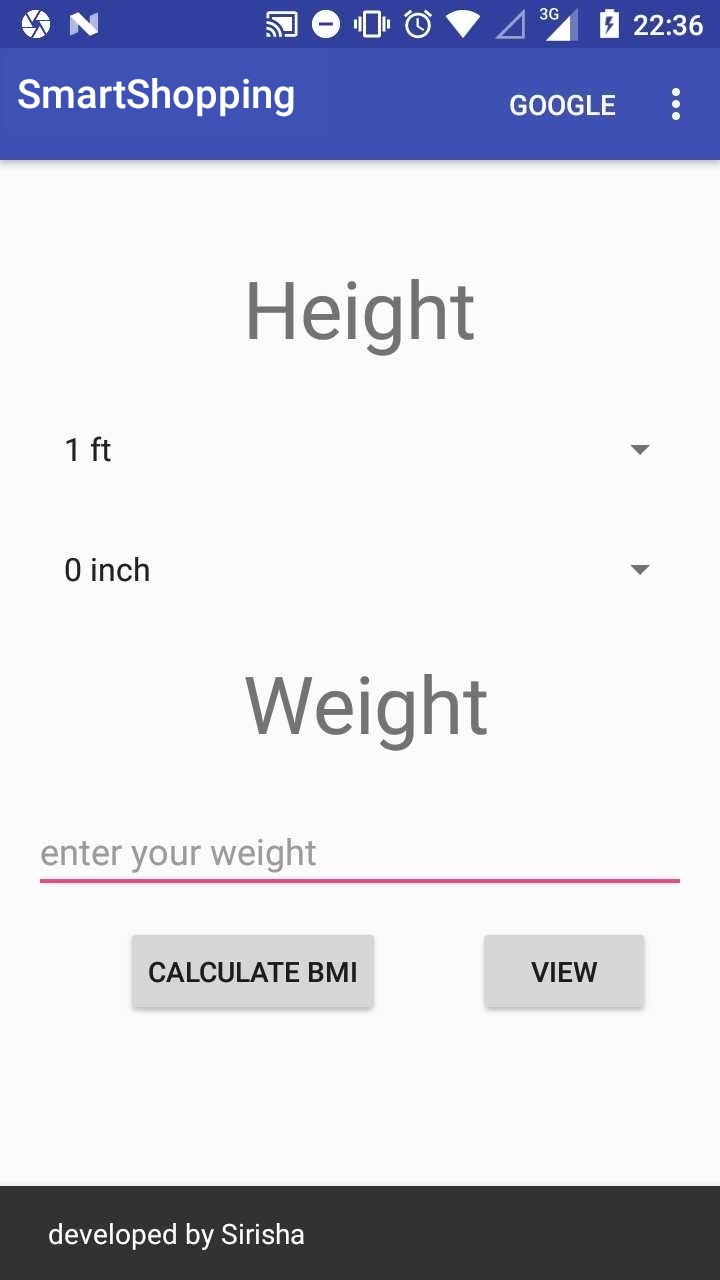 3G 22:36
SmartShopping
GOOGLE
Height
1 ft
0 inch
Weight
enter your weight
CALCULATE BMI
VIEW
developed by Sirisha